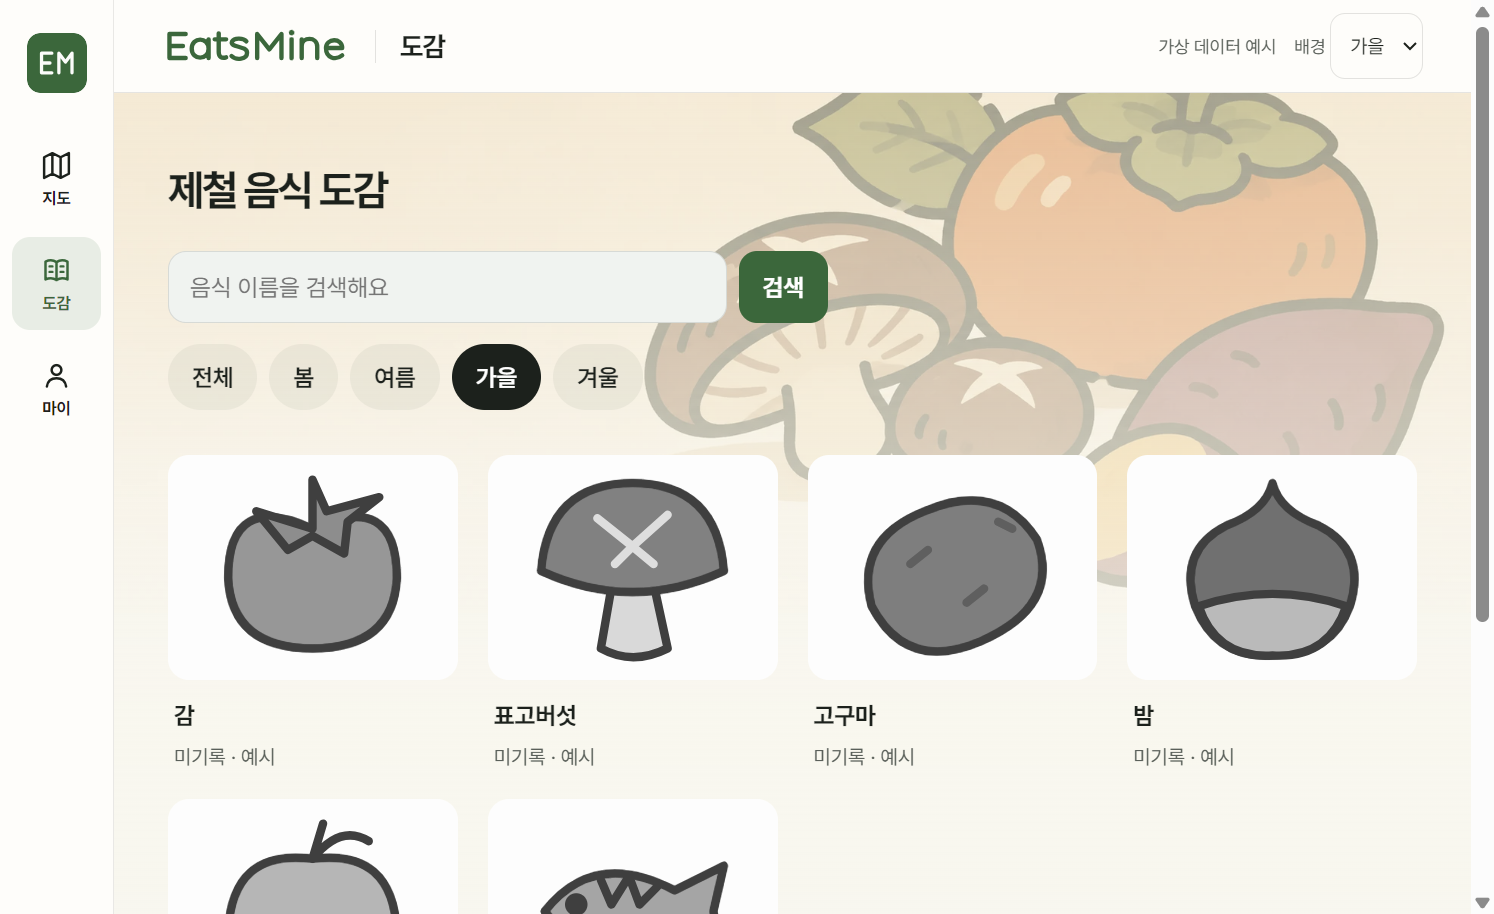 EM
지도
도감
마이
EatsMine
도감
가상 데이터 예시
배경
가을
제철 음식 도감
음식 이름을 검색해요
검색
전체
봄
여름
가을
겨울
감
미기록 · 예시
표고버섯
미기록 · 예시
고구마
미기록 · 예시
밤
미기록 · 예시